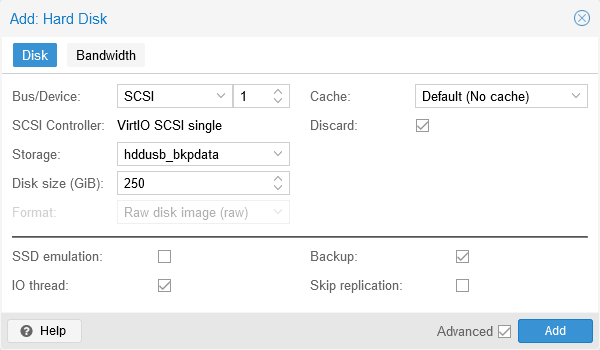 Add: Hard Disk
Disk Bandwidth
Bus/Device: SCSI 1 Cache: Default (No cache)
SCSI Controller: VirtIO SCSI single Discard:
Storage: hddusb_bkpdata
Disk size (GiB): 250
Format: Raw disk image (raw)
SSD emulation: Backup:
IO thread: Skip replication:
Help Advanced Add